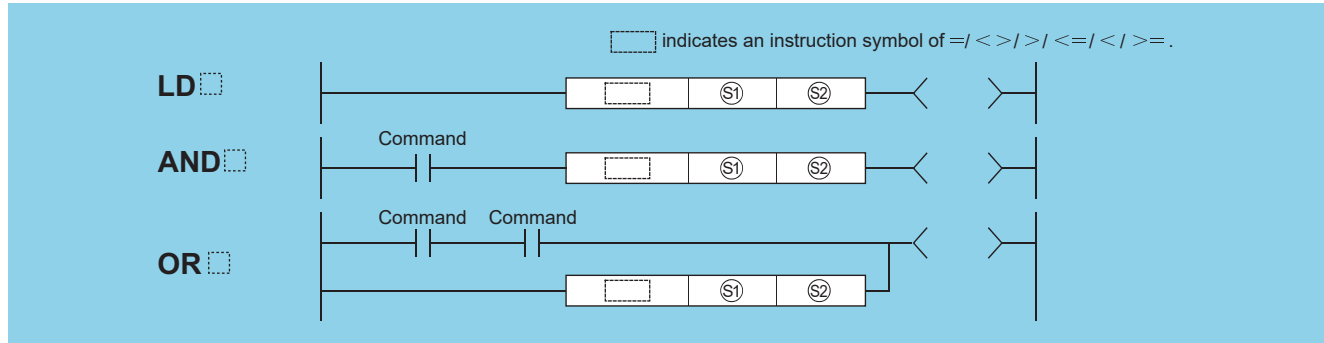 indicates an instruction symbol of =/ < >/ >/ <=/ </ >= .
LD
S1 S2
Command
AND
S1 S2
Command Command
OR
S1 S2